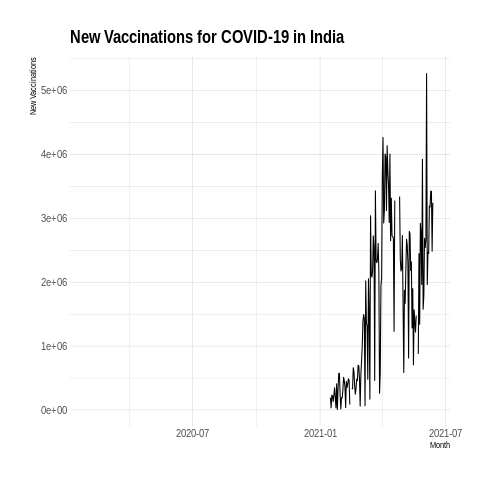 New Vaccinations for COVID-19 in India
New Vaccinations
5e+06
4e+06
3e+06
2e+06
1e+06
0e+00
2020-07
2021-01
2021-07
Month